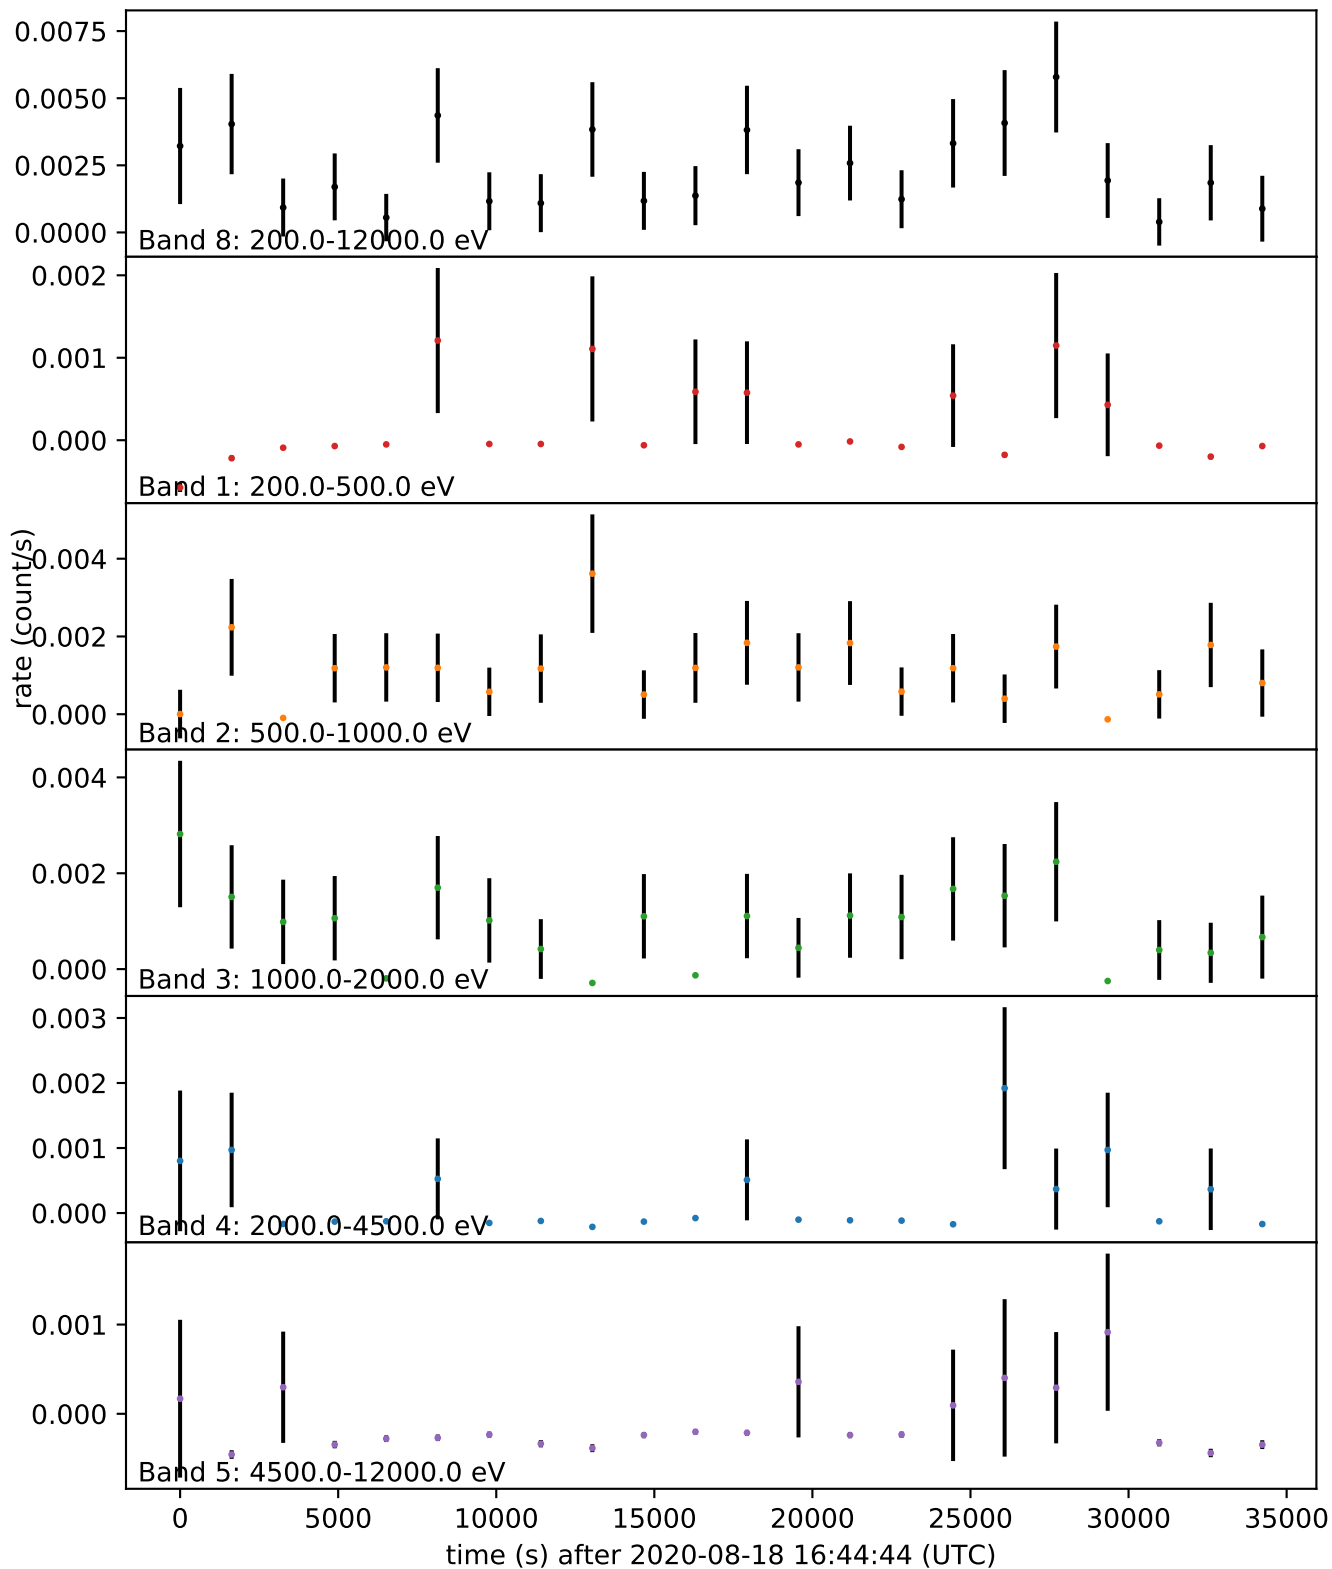 0.0075
0.0050
0.0025
0.0000
Band 8: 200.0-12000.0 eV
0.002
0.001
0.000
Band 1: 200.0-500.0 eV
rate (count/s)
0.004
0.002
0.000
Band 2: 500.0-1000.0 eV
0.004
0.002
0.000
Band 3: 1000.0-2000.0 eV
0.003
0.002
0.001
0.000
Band 4: 2000.0-4500.0 eV
0.001
0.000
Band 5: 4500.0-12000.0 eV
0 5000 10000 15000 20000 25000 30000 35000
time (s) after 2020-08-18 16:44:44 (UTC)